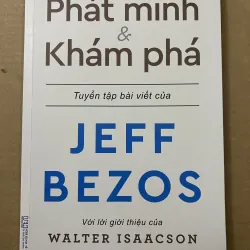 Phát minh
&
Khám phá
Tuyển tập bài viết của
JEFF
BEZOS
Với lời giới thiệu của
WALTER ISAACSON